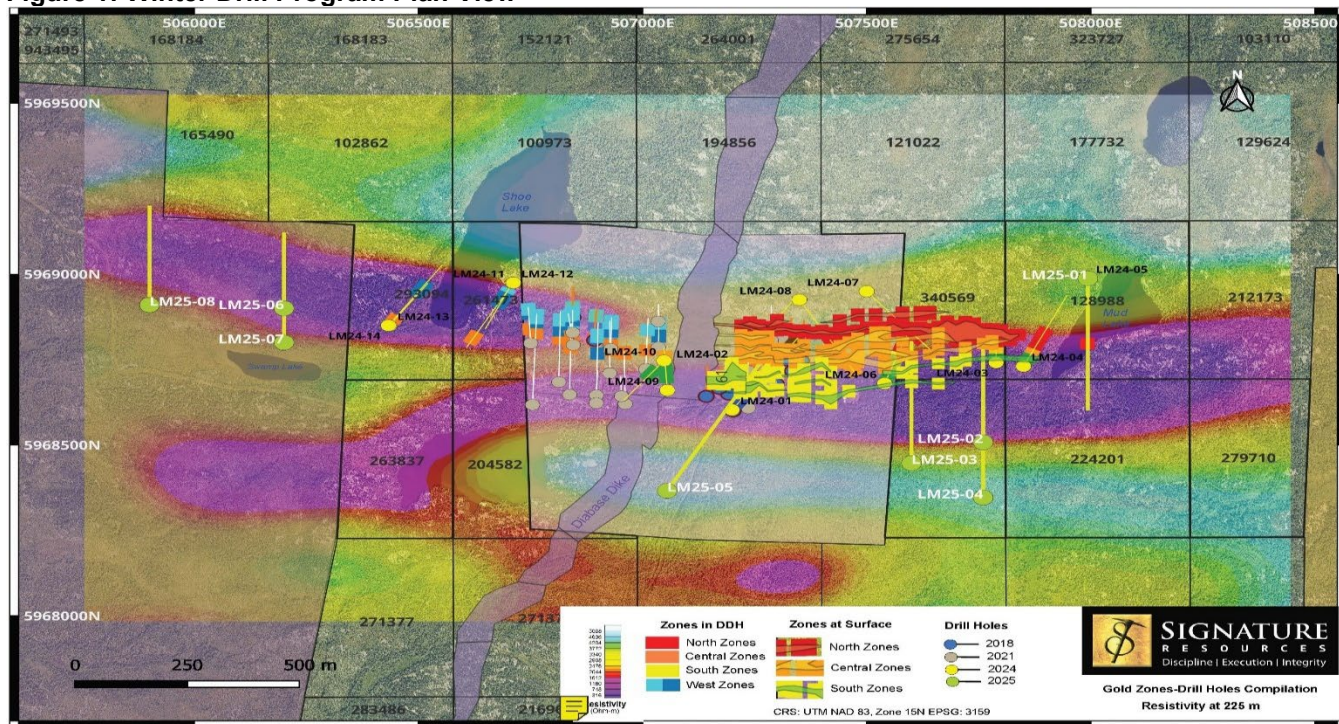 Figure 1: Winter Drill Program Plan View
506000E 506500E 507000E 507500E 508000E 508500E
271493
943495
168184 168183 152121 264001 275654 323727 103110
N
5969500N
165490 102862 100973 194856 121022 177732 129624
Shoe
Lake
5969000N
LM25-08 LM25-06 LM25-07
LM24-11 LM24-12
293094 261473
LM24-13
LM24-14
LM24-08 LM24-07
340569
LM25-01 LM24-05
128988 212173
Mud
LM24-10 LM24-02
LM24-09 LM24-01
LM24-06 LM24-03 LM24-04
5968500N
LM25-02
LM25-03
LM25-04
LM25-05
263837 204582 224201 279710
Diabase Dike
5968000N
271377
283486
0 250 500 m
Resistivity
(Ohm-m)
Zones in DDH
North Zones
Central Zones
South Zones
West Zones
Zones at Surface
North Zones
Central Zones
South Zones
Drill Holes
2018
2021
2024
2025
CRS: UTM NAD 83, Zone 15N EPSG: 3159
SIGNATURE
RESOURCES
Discipline | Execution | Integrity
Gold Zones-Drill Holes Compilation
Resistivity at 225 m